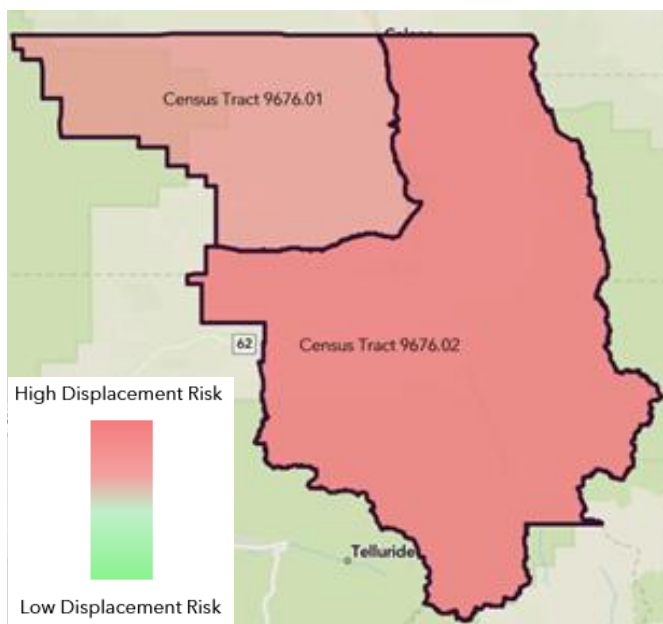 Census Tract 9676.01
62
Census Tract 9676.02
High Displacement Risk
Telluride
Low Displacement Risk